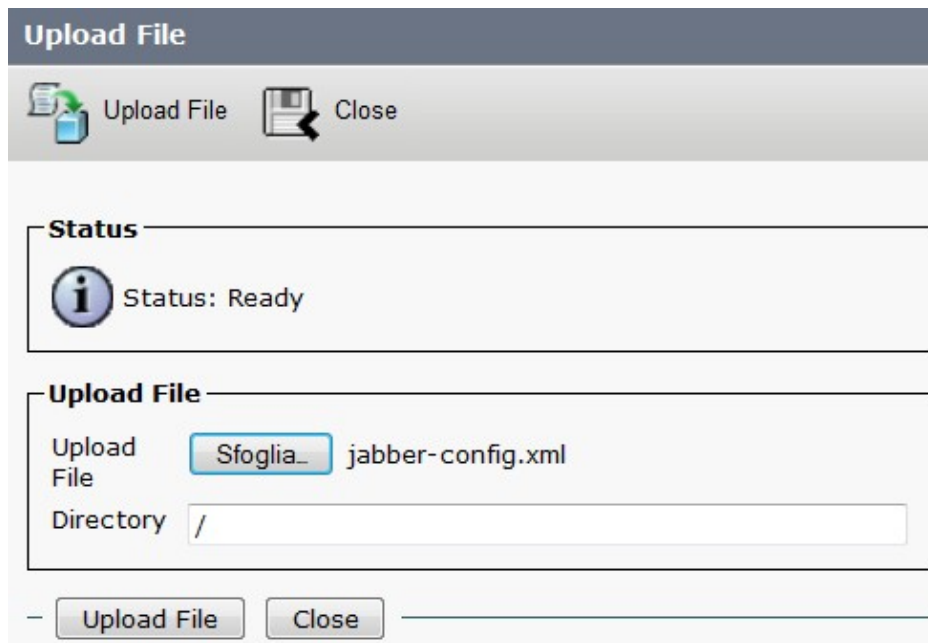 Upload File
Upload File Close
Status
Status: Ready
Upload File
Upload
File
Sfoglia... jabber-config.xml
Directory /
Upload File Close